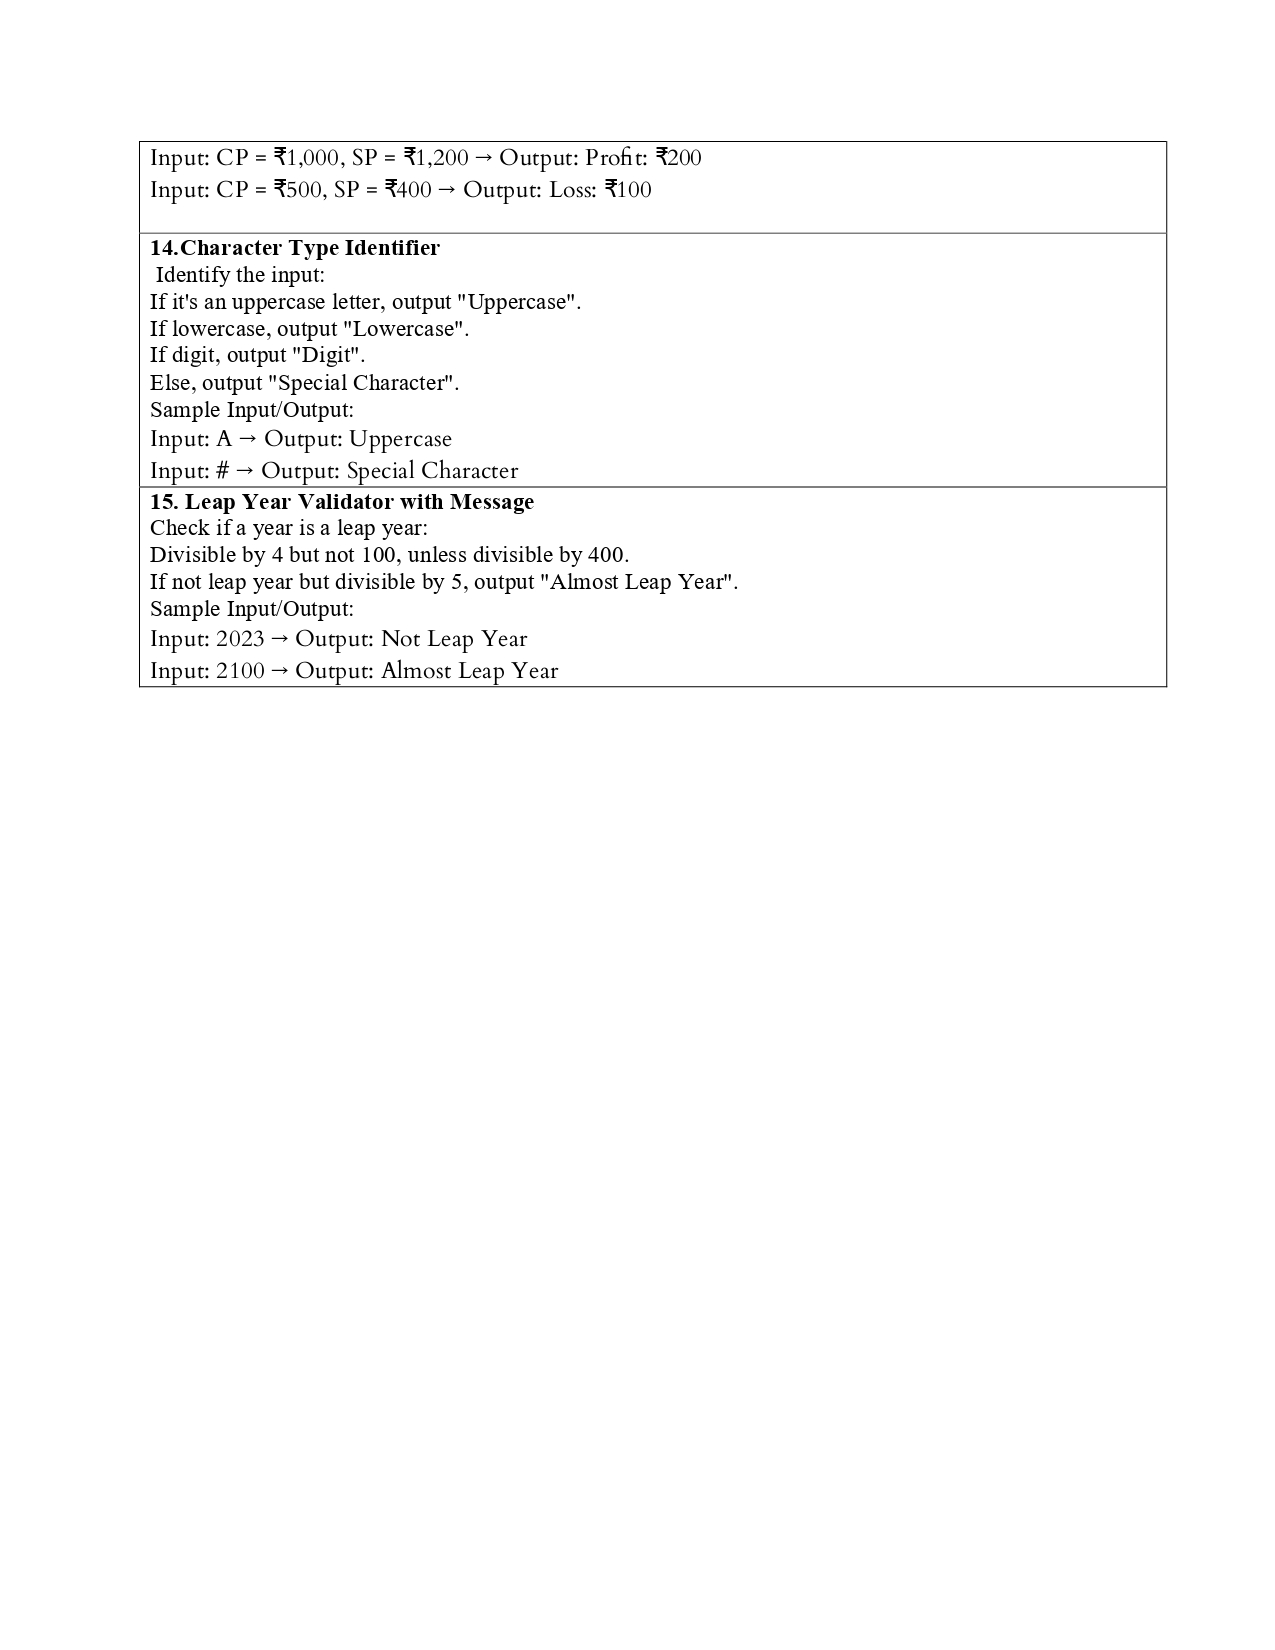 Input: CP = ₹1,000, SP = ₹1,200 → Output: Profit: ₹200
Input: CP = ₹500, SP = ₹400 → Output: Loss: ₹100
14.Character Type Identifier
Identify the input:
If it's an uppercase letter, output "Uppercase".
If lowercase, output "Lowercase".
If digit, output "Digit".
Else, output "Special Character".
Sample Input/Output:
Input: A → Output: Uppercase
Input: # → Output: Special Character
15. Leap Year Validator with Message
Check if a year is a leap year:
Divisible by 4 but not 100, unless divisible by 400.
If not leap year but divisible by 5, output "Almost Leap Year".
Sample Input/Output:
Input: 2023 → Output: Not Leap Year
Input: 2100 → Output: Almost Leap Year